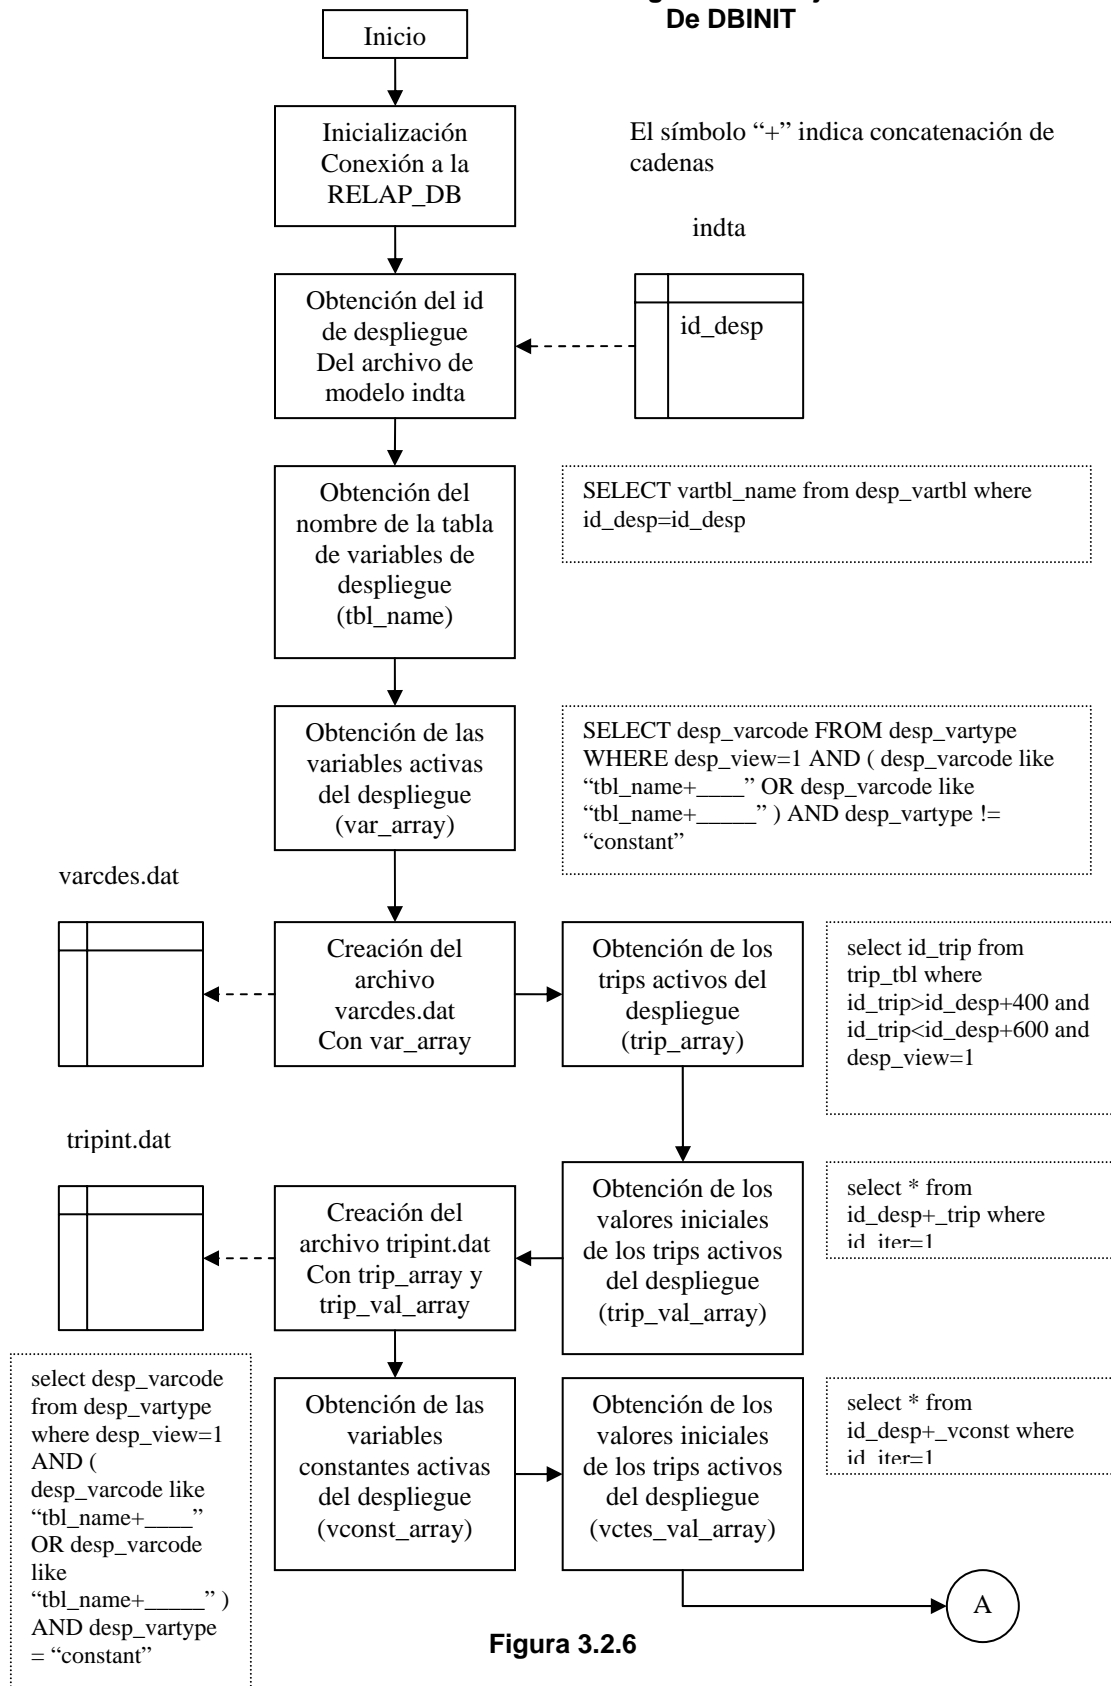 De DBINIT
Inicio
Inicialización
Conexión a la
RELAP_DB
El símbolo “+” indica concatenación de
cadenas
indta
Obtención del id
de despliegue
Del archivo de
modelo indta
id_desp
Obtención del
nombre de la tabla
de variables de
despliegue
(tbl_name)
SELECT vartbl_name from desp_vartbl where
id_desp=id_desp
Obtención de las
variables activas
del despliegue
(var_array)
SELECT desp_varcode FROM desp_vartype
WHERE desp_view=1 AND ( desp_varcode like
“tbl_name+____” OR desp_varcode like
“tbl_name+_____” ) AND desp_vartype !=
“constant”
varcdes.dat
Creación del
archivo
varcdes.dat
Con var_array
Obtención de los
trips activos del
despliegue
(trip_array)
select id_trip from
trip_tbl where
id_trip>id_desp+400 and
id_trip<id_desp+600 and
desp_view=1
tripint.dat
Creación del
archivo tripint.dat
Con trip_array y
trip_val_array
Obtención de los
valores iniciales
de los trips activos
del despliegue
(trip_val_array)
select * from
id_desp+_trip where
id_iter=1
select desp_varcode
from desp_vartype
where desp_view=1
AND (
desp_varcode like
“tbl_name+____”
OR desp_varcode
like
“tbl_name+_____” )
AND desp_vartype
= “constant”
Obtención de las
variables
constantes activas
del despliegue
(vconst_array)
Obtención de los
valores iniciales
de los trips activos
del despliegue
(vctes_val_array)
select * from
id_desp+_vconst where
id_iter=1
A
Figura 3.2.6